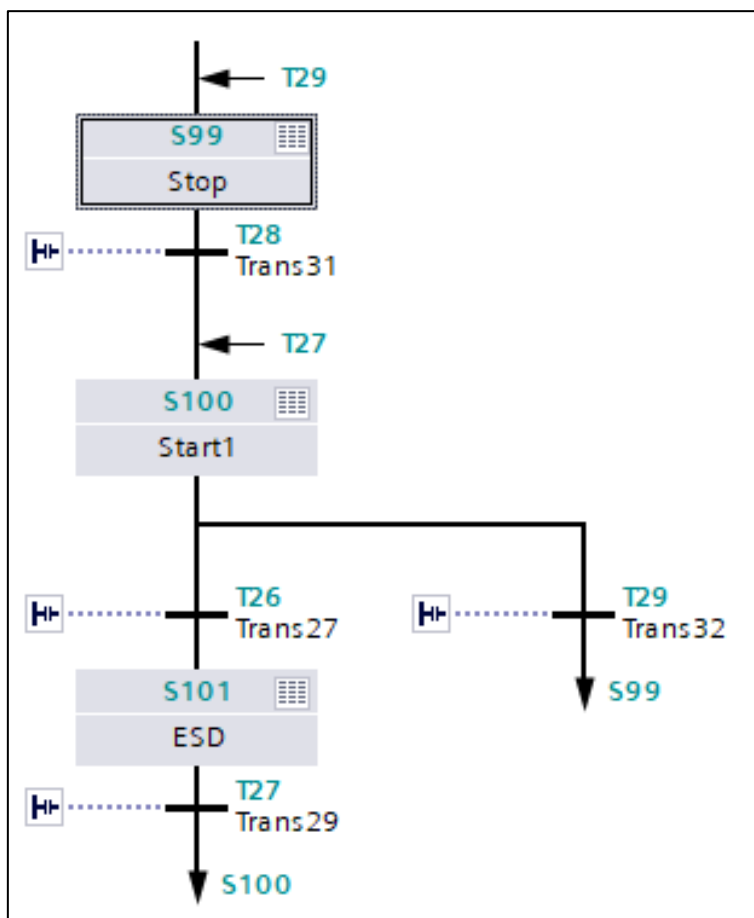 T29
S99
Stop
T28
Trans31
T27
S100
Start1
T26
Trans27
T29
Trans32
S101
ESD
S99
T27
Trans29
S100